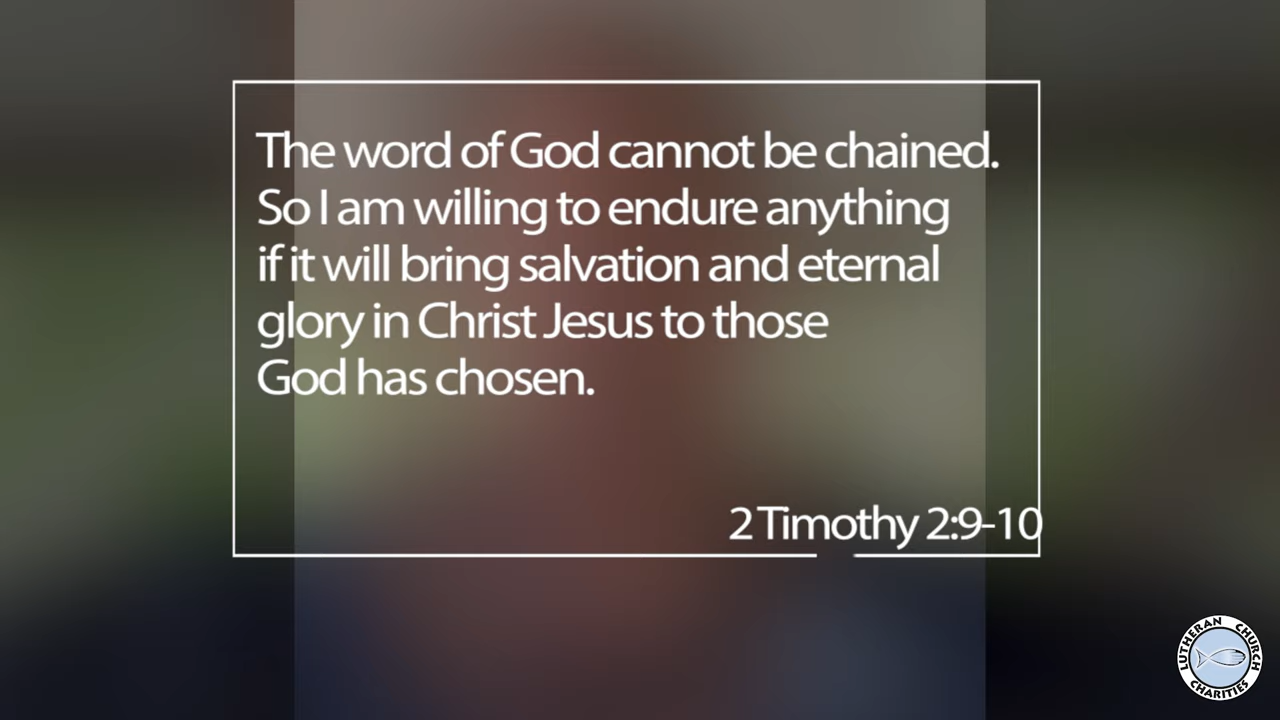 The word of God cannot be chained.
So I am willing to endure anything
if it will bring salvation and eternal
glory in Christ Jesus to those
God has chosen.
2 Timothy 2:9-10
LUTHERAN CHURCH
CHARITIES